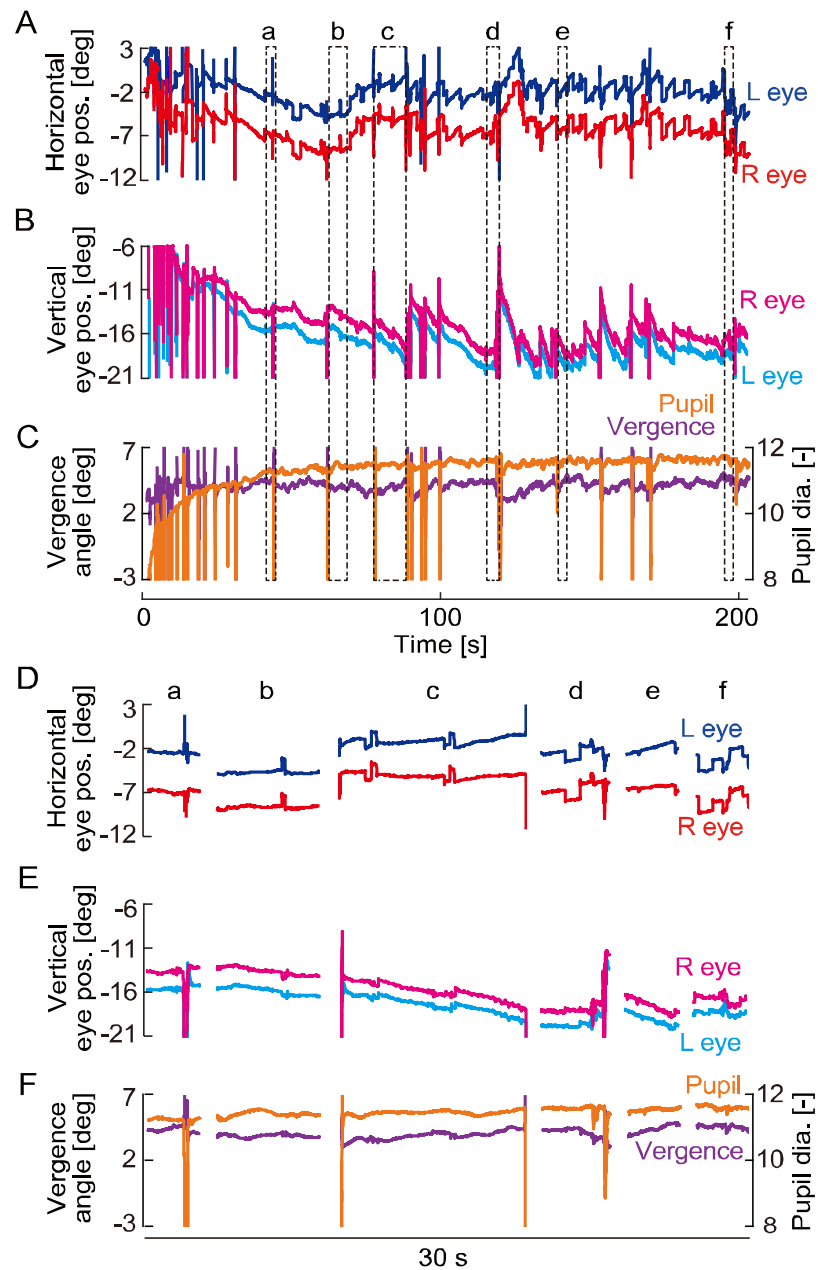 A
a b c d e f
Horizontal
eye pos. [deg]
3
-2
-7
-12
L eye
R eye
B
Vertical
eye pos. [deg]
-6
-11
-16
-21
R eye
L eye
C
Pupil
Vergence
Vergence
angle [deg]
7
2
-3
12
10
8
Pupil dia. [-]
0 100 200
Time [s]
D
a b c d e f
Horizontal
eye pos. [deg]
3
-2
-7
-12
L eye
R eye
E
Vertical
eye pos. [deg]
-6
-11
-16
-21
R eye
L eye
F
Vergence
angle [deg]
7
2
-3
Pupil
Vergence
12
10
8
Pupil dia. [-]
30 s